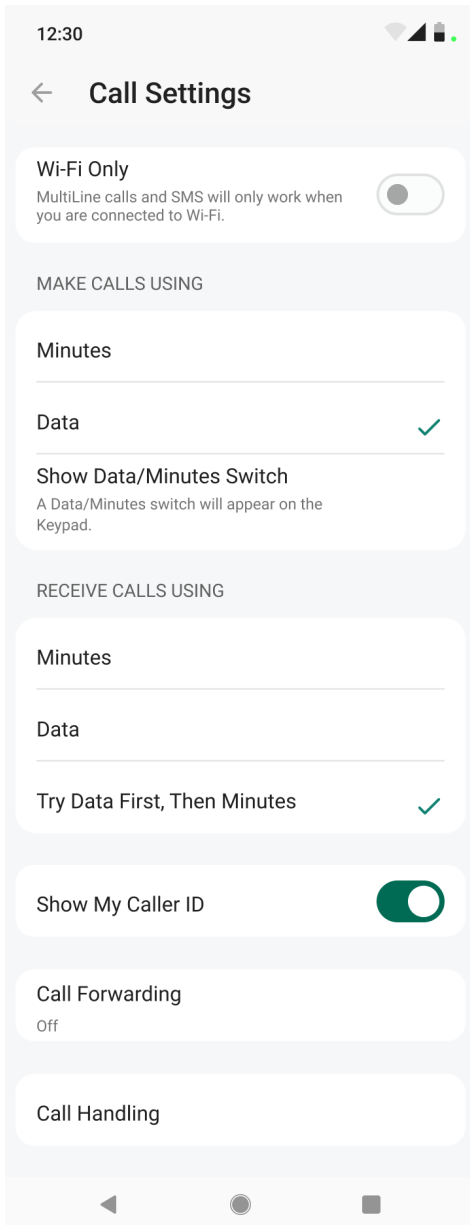 12:30
Call Settings
Wi-Fi Only
MultiLine calls and SMS will only work when
you are connected to Wi-Fi.
MAKE CALLS USING
Minutes
Data
Show Data/Minutes Switch
A Data/Minutes switch will appear on the
Keypad.
RECEIVE CALLS USING
Minutes
Data
Try Data First, Then Minutes
Show My Caller ID
Call Forwarding
Off
Call Handling